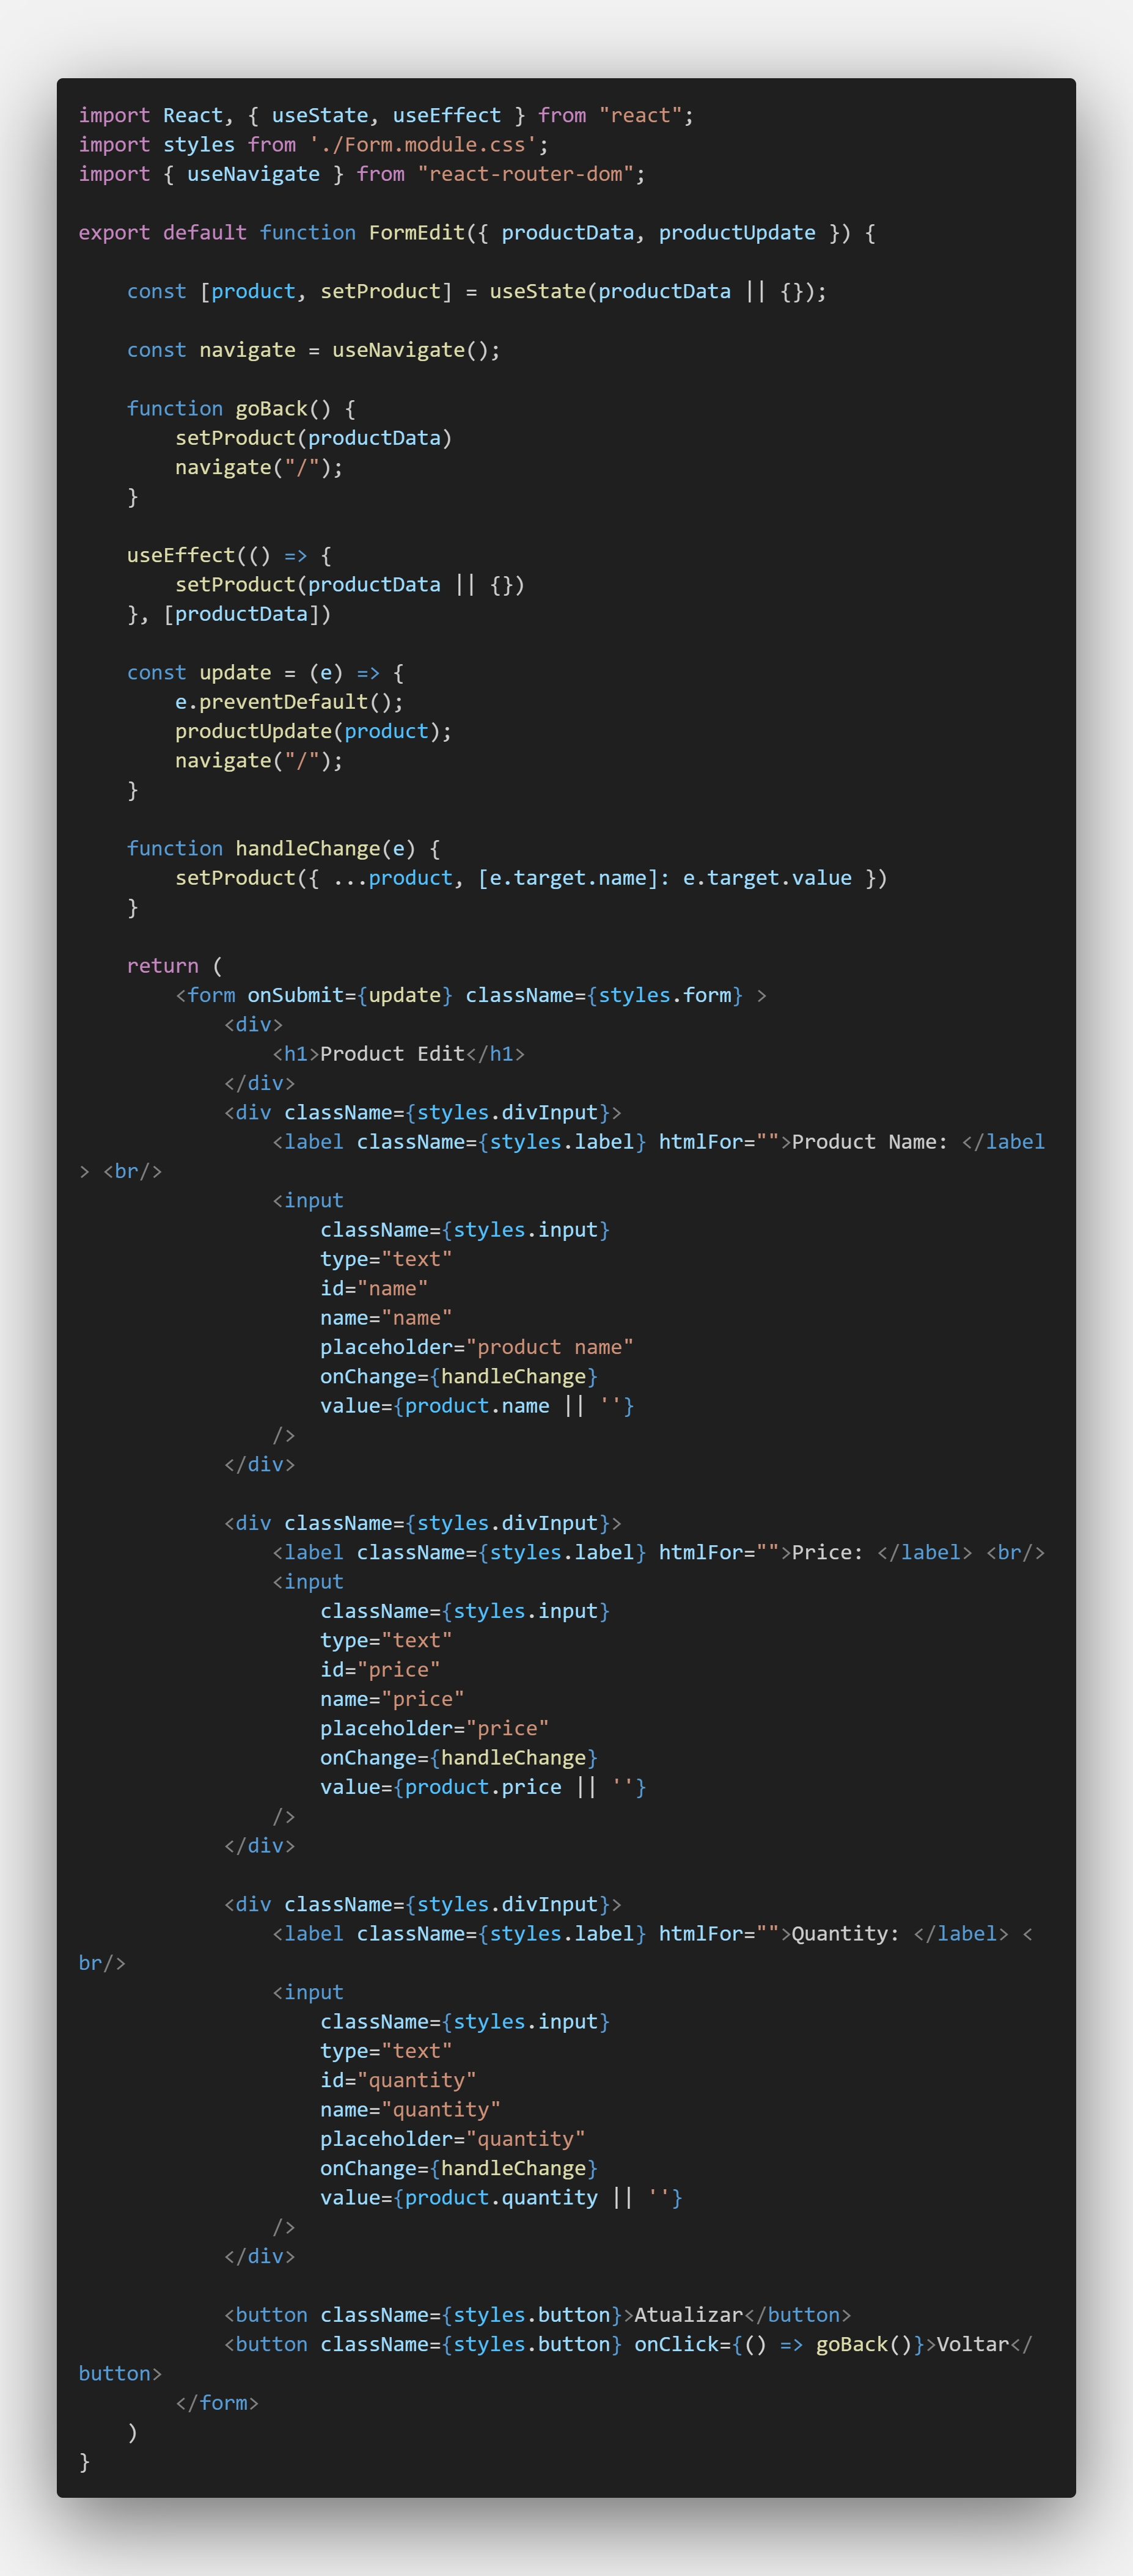 import React, { useState, useEffect } from "react";
import styles from './Form.module.css';
import { useNavigate } from "react-router-dom";

export default function FormEdit({ productData, productUpdate }) {

    const [product, setProduct] = useState(productData || {});

    const navigate = useNavigate();

    function goBack() {
        setProduct(productData)
        navigate("/");
    }

    useEffect(() => {
        setProduct(productData || {})
    }, [productData])

    const update = (e) => {
        e.preventDefault();
        productUpdate(product);
        navigate("/");
    }

    function handleChange(e) {
        setProduct({ ...product, [e.target.name]: e.target.value })
    }

    return (
        <form onSubmit={update} className={styles.form} >
            <div>
                <h1>Product Edit</h1>
            </div>
            <div className={styles.divInput}>
                <label className={styles.label} htmlFor="">Product Name: </label
> <br/>
                <input
                    className={styles.input}
                    type="text"
                    id="name"
                    name="name"
                    placeholder="product name"
                    onChange={handleChange}
                    value={product.name || ''}
                />
            </div>

            <div className={styles.divInput}>
                <label className={styles.label} htmlFor="">Price: </label> <br/>
                <input
                    className={styles.input}
                    type="text"
                    id="price"
                    name="price"
                    placeholder="price"
                    onChange={handleChange}
                    value={product.price || ''}
                />
            </div>

            <div className={styles.divInput}>
                <label className={styles.label} htmlFor="">Quantity: </label> <
br/>
                <input
                    className={styles.input}
                    type="text"
                    id="quantity"
                    name="quantity"
                    placeholder="quantity"
                    onChange={handleChange}
                    value={product.quantity || ''}
                />
            </div>

            <button className={styles.button}>Atualizar</button>
            <button className={styles.button} onClick={() => goBack()}>Voltar</
button>
        </form>
    )
}